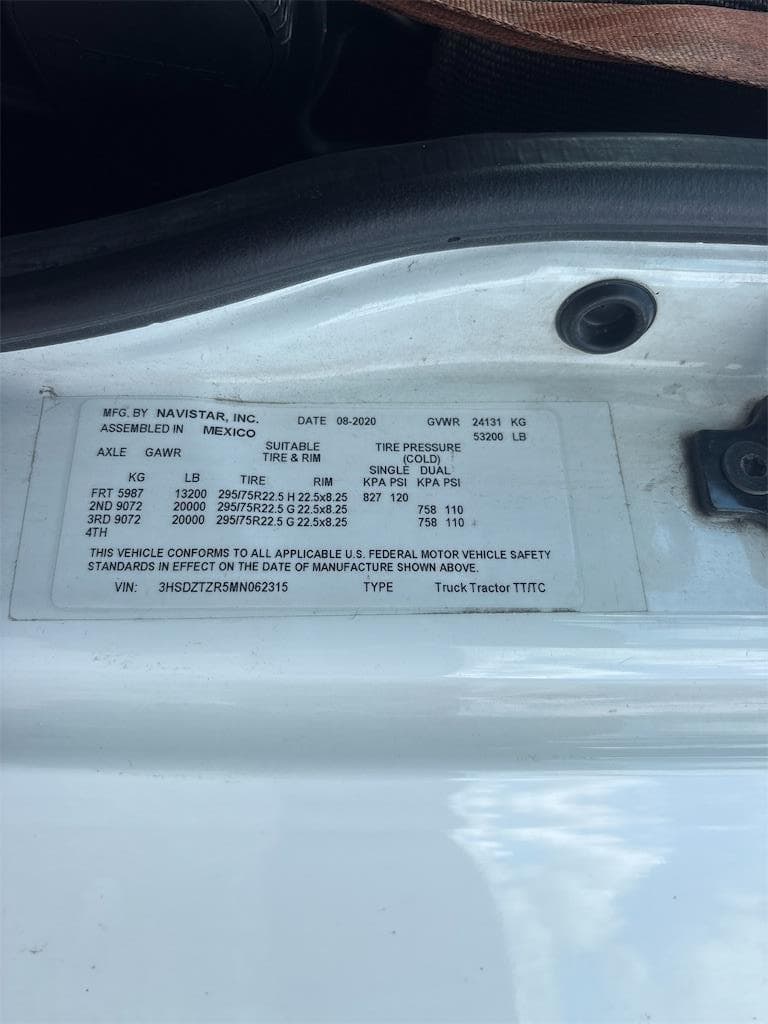 MFG. BY NAVISTAR, INC. DATE 08-2020 GVWR 24131 KG
ASSEMBLED IN MEXICO 53200 LB
AXLE GAWR SUITABLE TIRE & RIM TIRE PRESSURE (COLD)
SINGLE DUAL
KG LB TIRE RIM KPA PSI KPA PSI
FRT 5987 13200 295/75R22.5 H 22.5x8.25 827 120
2ND 9072 20000 295/75R22.5 G 22.5x8.25 758 110
3RD 9072 20000 295/75R22.5 G 22.5x8.25 758 110
4TH
THIS VEHICLE CONFORMS TO ALL APPLICABLE U.S. FEDERAL MOTOR VEHICLE SAFETY
STANDARDS IN EFFECT ON THE DATE OF MANUFACTURE SHOWN ABOVE.
VIN: 3HSDZTZR5MN062315 TYPE Truck Tractor TT/TC